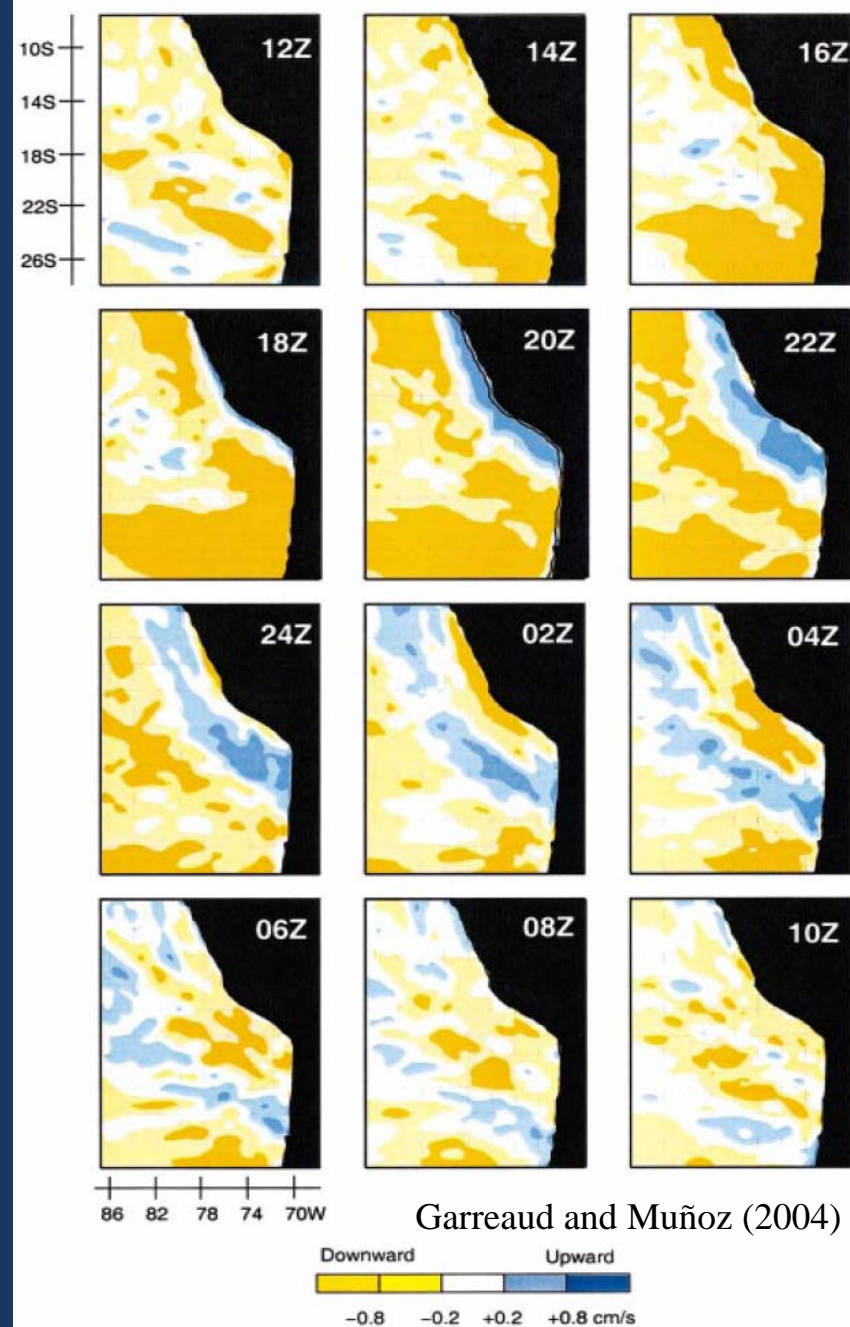 12Z 14Z 16Z
10S
14S
18S
22S
26S
18Z 20Z 22Z
24Z 02Z 04Z
06Z 08Z 10Z
86 82 78 74 70W
Garreaud and Muñoz (2004)
Downward Upward
−0.8 −0.2 +0.2 +0.8 cm/s